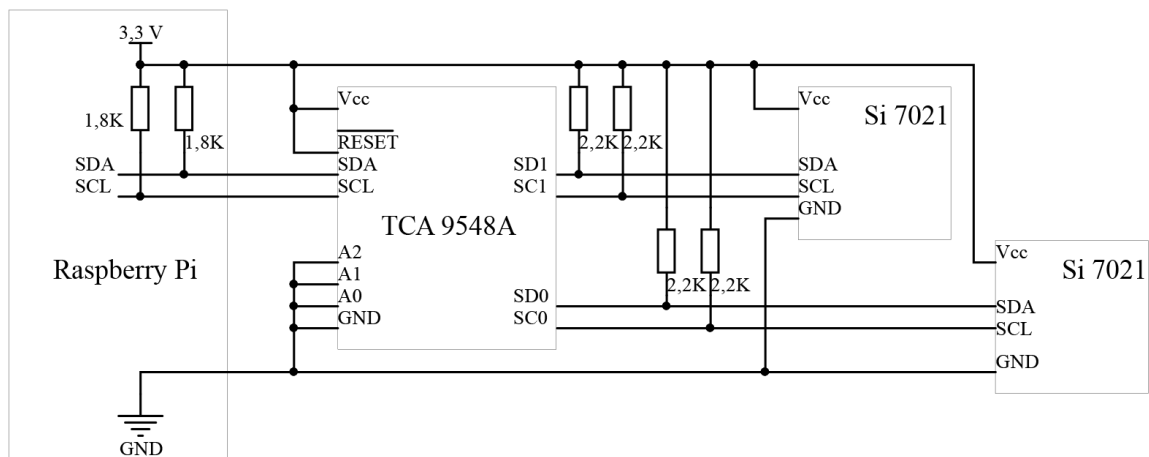 3,3 V
1,8K
1,8K
SDA
SCL
Raspberry Pi
GND
Vcc
RESET
SDA
SCL
TCA 9548A
A2
A1
A0
GND
SD1
SC1
SD0
SC0
2,2K
2,2K
2,2K
2,2K
Vcc
Si 7021
SDA
SCL
GND
Vcc
Si 7021
SDA
SCL
GND